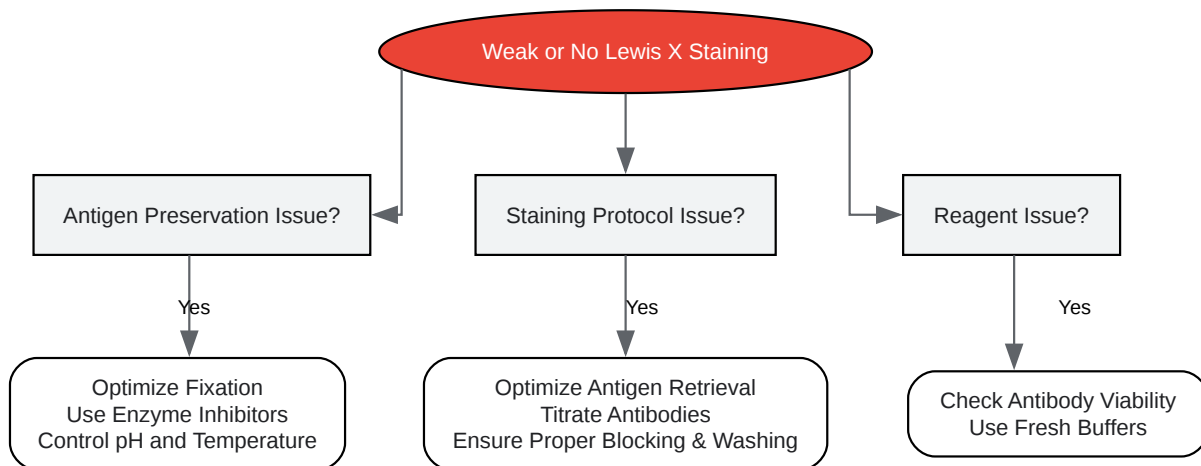 Weak or No Lewis X Staining
Antigen Preservation Issue?
Staining Protocol Issue?
Reagent Issue?
Yes
Yes
Yes
Optimize Fixation
Use Enzyme Inhibitors
Control pH and Temperature
Optimize Antigen Retrieval
Titrate Antibodies
Ensure Proper Blocking & Washing
Check Antibody Viability
Use Fresh Buffers